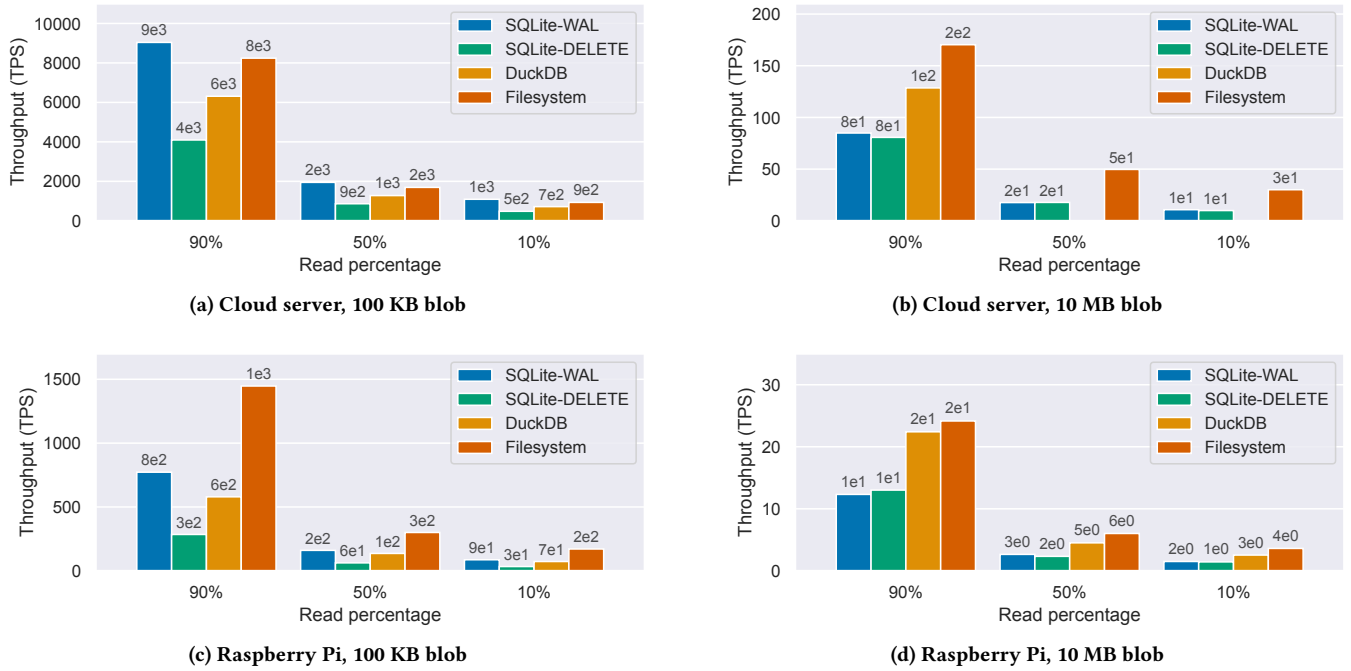 Throughput (TPS)
10000
8000
6000
4000
2000
0
9e3
4e3
6e3
8e3
2e3
9e2
1e3
2e3
1e3
5e2
7e2
9e2
SQLite-WAL
SQLite-DELETE
DuckDB
Filesystem
90%
50%
10%
Read percentage
(a) Cloud server, 100 KB blob
Throughput (TPS)
200
150
100
50
0
8e1
8e1
1e2
2e2
2e1
2e1
5e1
1e1
1e1
3e1
SQLite-WAL
SQLite-DELETE
DuckDB
Filesystem
90%
50%
10%
Read percentage
(b) Cloud server, 10 MB blob
Throughput (TPS)
1500
1000
500
0
8e2
3e2
6e2
1e3
2e2
6e1
1e2
3e2
9e1
3e1
7e1
2e2
SQLite-WAL
SQLite-DELETE
DuckDB
Filesystem
90%
50%
10%
Read percentage
(c) Raspberry Pi, 100 KB blob
Throughput (TPS)
30
20
10
0
1e1
1e1
2e1
2e1
3e0
2e0
5e0
6e0
2e0
1e0
3e0
4e0
SQLite-WAL
SQLite-DELETE
DuckDB
Filesystem
90%
50%
10%
Read percentage
(d) Raspberry Pi, 10 MB blob